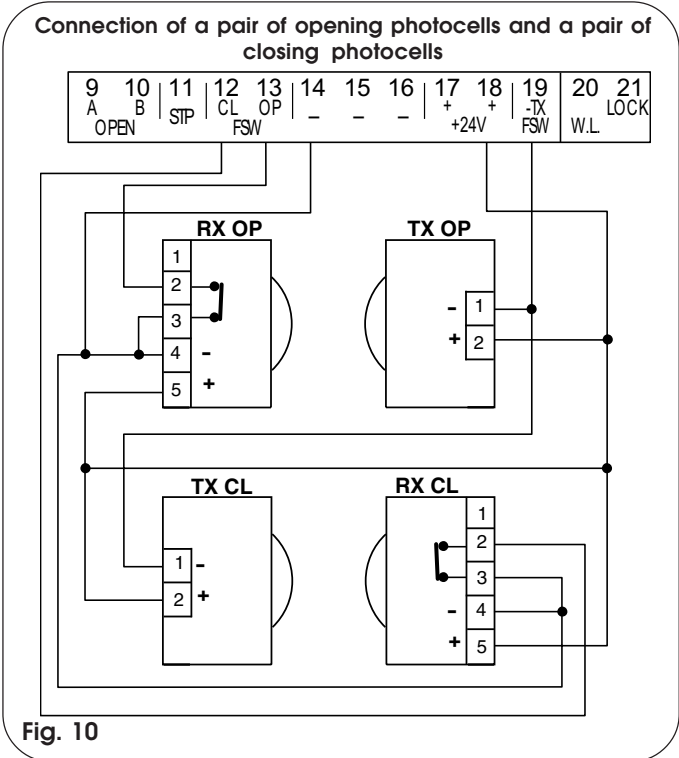 Connection of a pair of opening photocells and a pair of
closing photocells
9 10 11 12 13 14 15 16 17 18 19 20 21
A B STP CL OP – – – + + -TX LOCK
OPEN FSW +24V FSW W.L.
RX OP TX OP
1
2
3
4 -
5 +
- 1
+ 2
TX CL RX CL
1 -
2 +
1
2
3
- 4
+ 5
Fig. 10